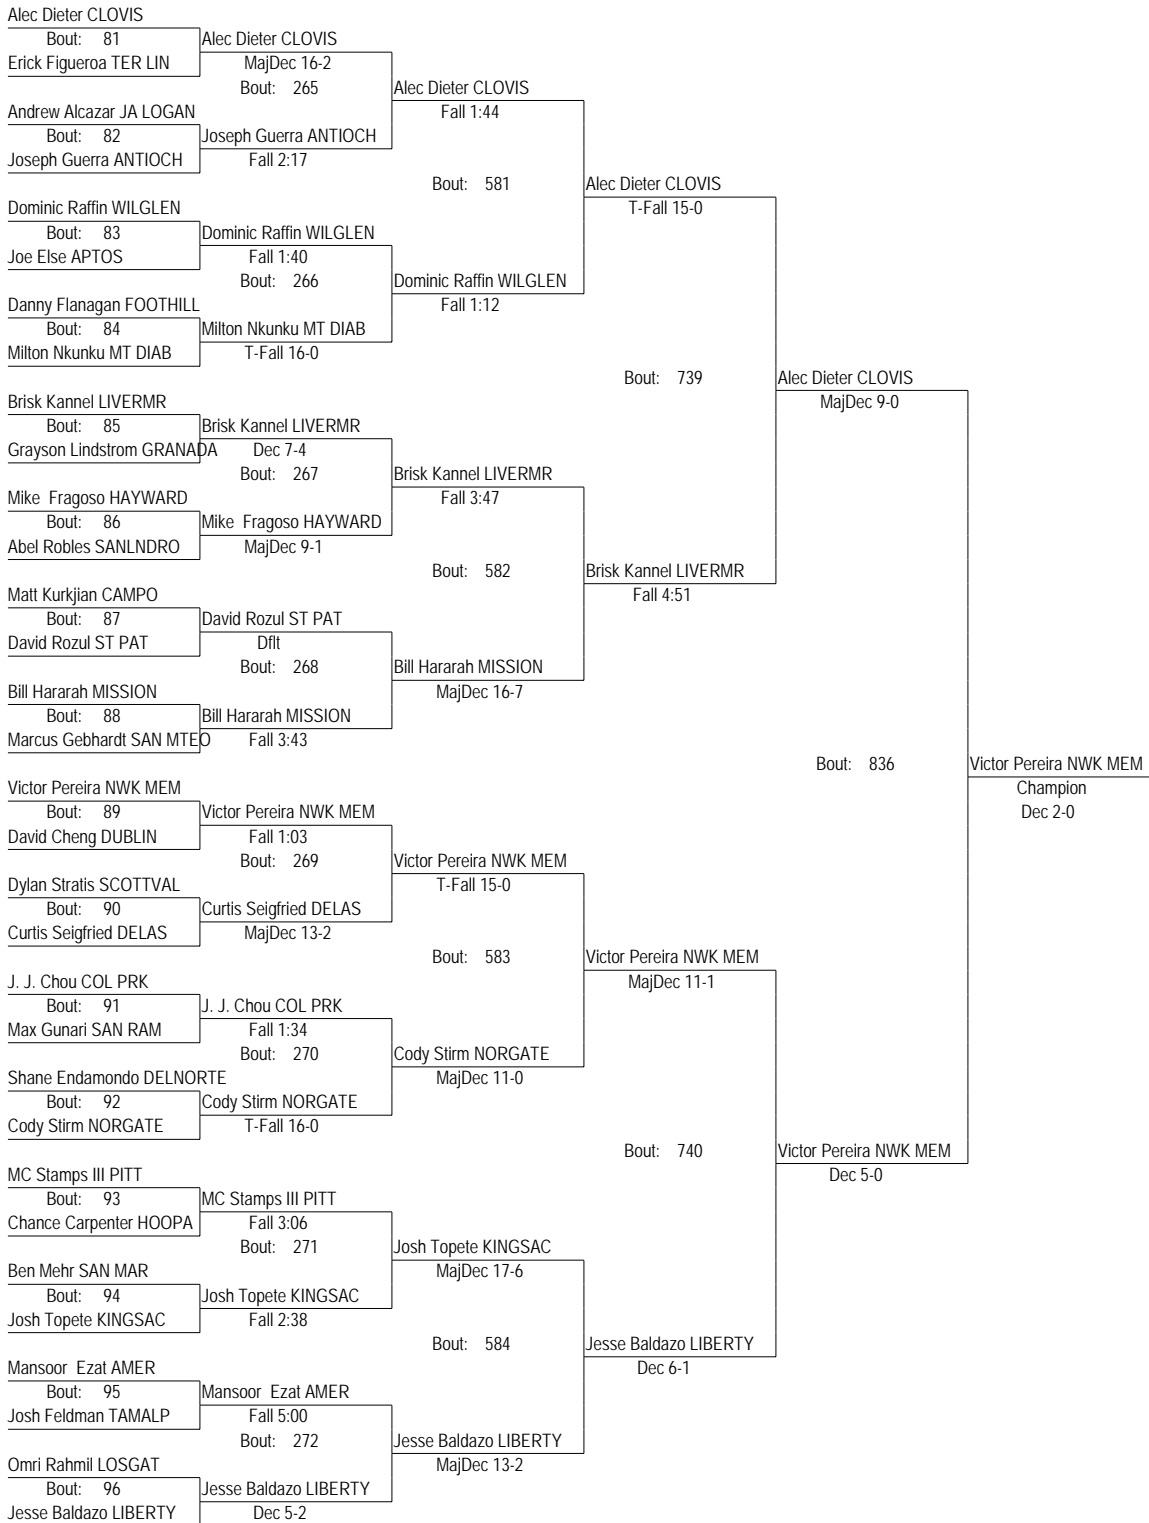 Alec Dieter CLOVIS
Bout: 81
Alec Dieter CLOVIS
Erick Figueroa TER LIN
MajDec 16-2
Bout: 265
Alec Dieter CLOVIS
Andrew Alcazar JA LOGAN
Fall 1:44
Bout: 82
Joseph Guerra ANTIOCH
Joseph Guerra ANTIOCH
Fall 2:17
Bout: 581
Alec Dieter CLOVIS
Dominic Raffin WILGLEN
T-Fall 15-0
Bout: 83
Dominic Raffin WILGLEN
Joe Else APTOS
Fall 1:40
Bout: 266
Dominic Raffin WILGLEN
Danny Flanagan FOOTHILL
Fall 1:12
Bout: 84
Milton Nkunku MT DIAB
Milton Nkunku MT DIAB
T-Fall 16-0
Bout: 739
Alec Dieter CLOVIS
Brisk Kannel LIVERMR
MajDec 9-0
Bout: 85
Brisk Kannel LIVERMR
Grayson Lindstrom GRANADA
Dec 7-4
Bout: 267
Brisk Kannel LIVERMR
Mike Fragoso HAYWARD
Fall 3:47
Bout: 86
Mike Fragoso HAYWARD
Abel Robles SANLNDRO
MajDec 9-1
Bout: 582
Brisk Kannel LIVERMR
Matt Kurkjian CAMPO
Fall 4:51
Bout: 87
David Rozul ST PAT
David Rozul ST PAT
Dflt
Bout: 268
Bill Hararah MISSION
Bill Hararah MISSION
MajDec 16-7
Bout: 88
Bill Hararah MISSION
Marcus Gebhardt SAN MTEO
Fall 3:43
Bout: 836
Victor Pereira NWK MEM
Victor Pereira NWK MEM
Champion
Bout: 89
Victor Pereira NWK MEM
Dec 2-0
David Cheng DUBLIN
Fall 1:03
Bout: 269
Victor Pereira NWK MEM
Dylan Stratis SCOTTVAL
T-Fall 15-0
Bout: 90
Curtis Seigfried DELAS
Curtis Seigfried DELAS
MajDec 13-2
Bout: 583
Victor Pereira NWK MEM
J. J. Chou COL PRK
MajDec 11-1
Bout: 91
J. J. Chou COL PRK
Max Gunari SAN RAM
Fall 1:34
Bout: 270
Cody Stirm NORGATE
Shane Endamondo DELNORTE
MajDec 11-0
Bout: 92
Cody Stirm NORGATE
Cody Stirm NORGATE
T-Fall 16-0
Bout: 740
Victor Pereira NWK MEM
MC Stamps III PITT
Dec 5-0
Bout: 93
MC Stamps III PITT
Chance Carpenter HOOPA
Fall 3:06
Bout: 271
Josh Topete KINGSAC
Ben Mehr SAN MAR
MajDec 17-6
Bout: 94
Josh Topete KINGSAC
Josh Topete KINGSAC
Fall 2:38
Bout: 584
Jesse Baldazo LIBERTY
Mansoor Ezat AMER
Dec 6-1
Bout: 95
Mansoor Ezat AMER
Josh Feldman TAMALP
Fall 5:00
Bout: 272
Jesse Baldazo LIBERTY
Omri Rahmil LOSGAT
MajDec 13-2
Bout: 96
Jesse Baldazo LIBERTY
Jesse Baldazo LIBERTY
Dec 5-2